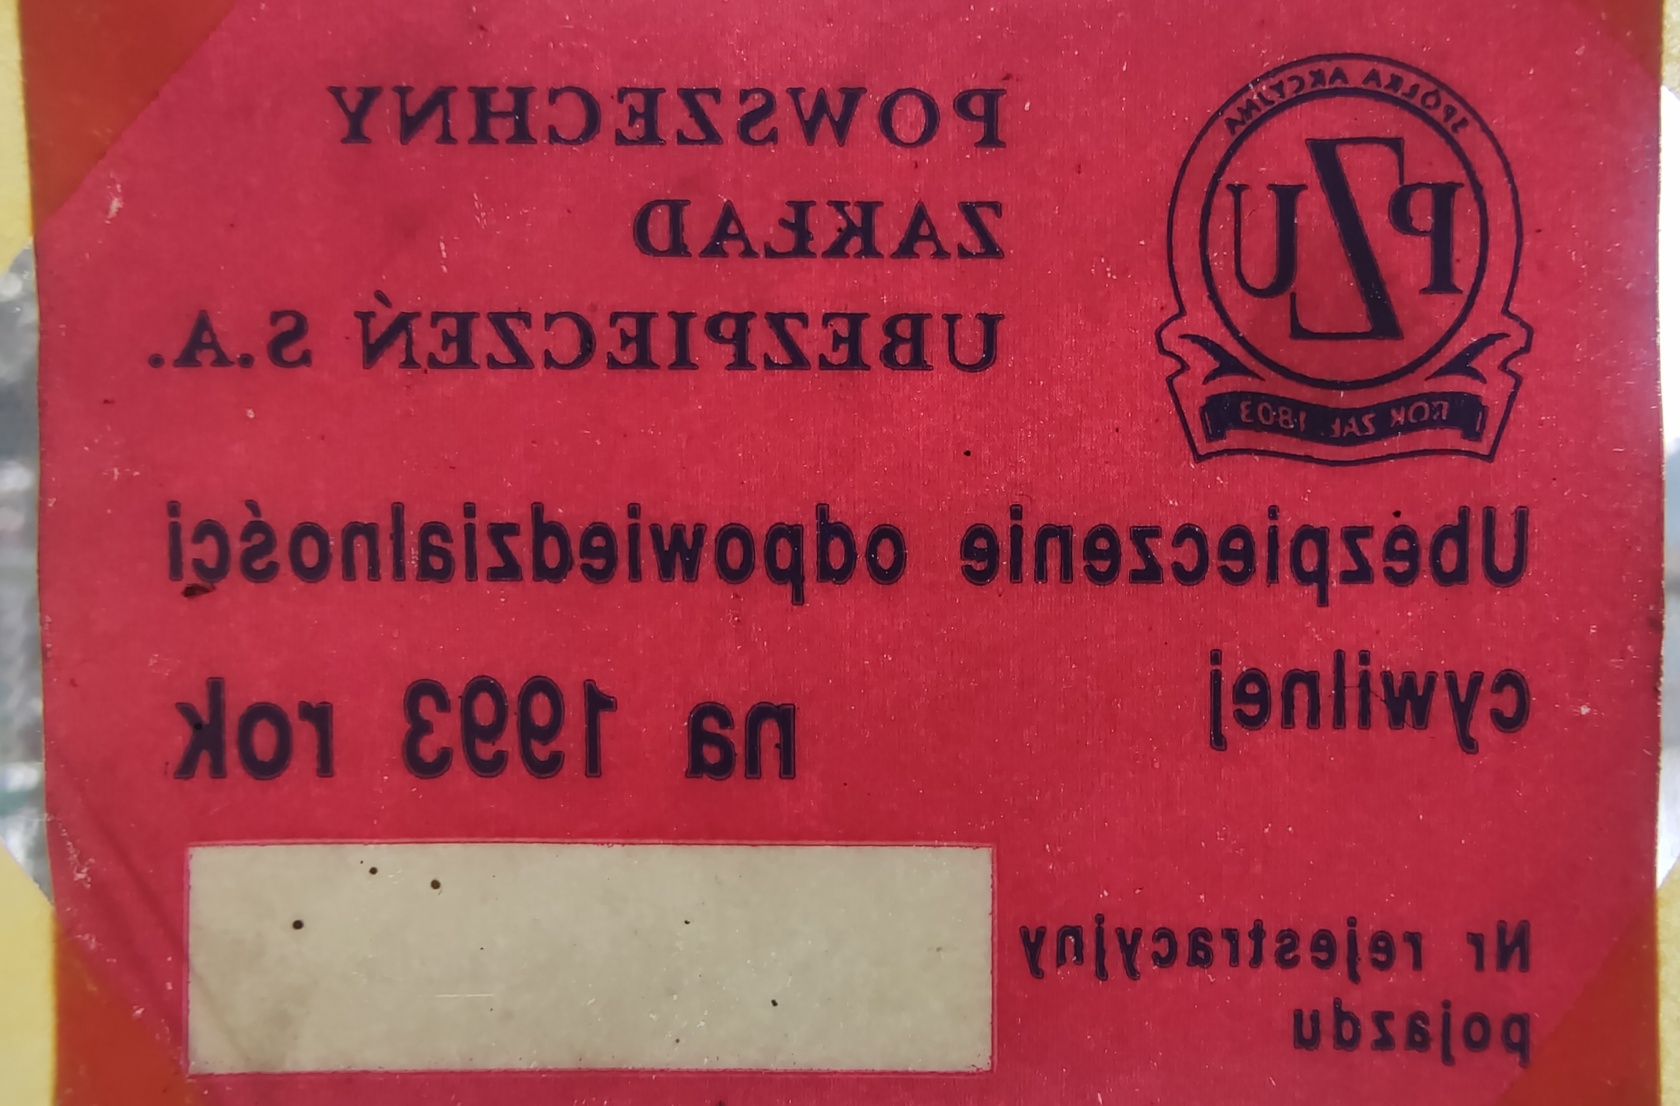 SPÓŁKA AKCYJNA
PZU
ROK ZAŁ. 1803
POWSZECHNY
ZAKŁAD
UBEZPIECZEŃ S.A.
Ubezpieczenie odpowiedzialności
cywilnej
na 1993 rok
Nr rejestracyjny
pojazdu